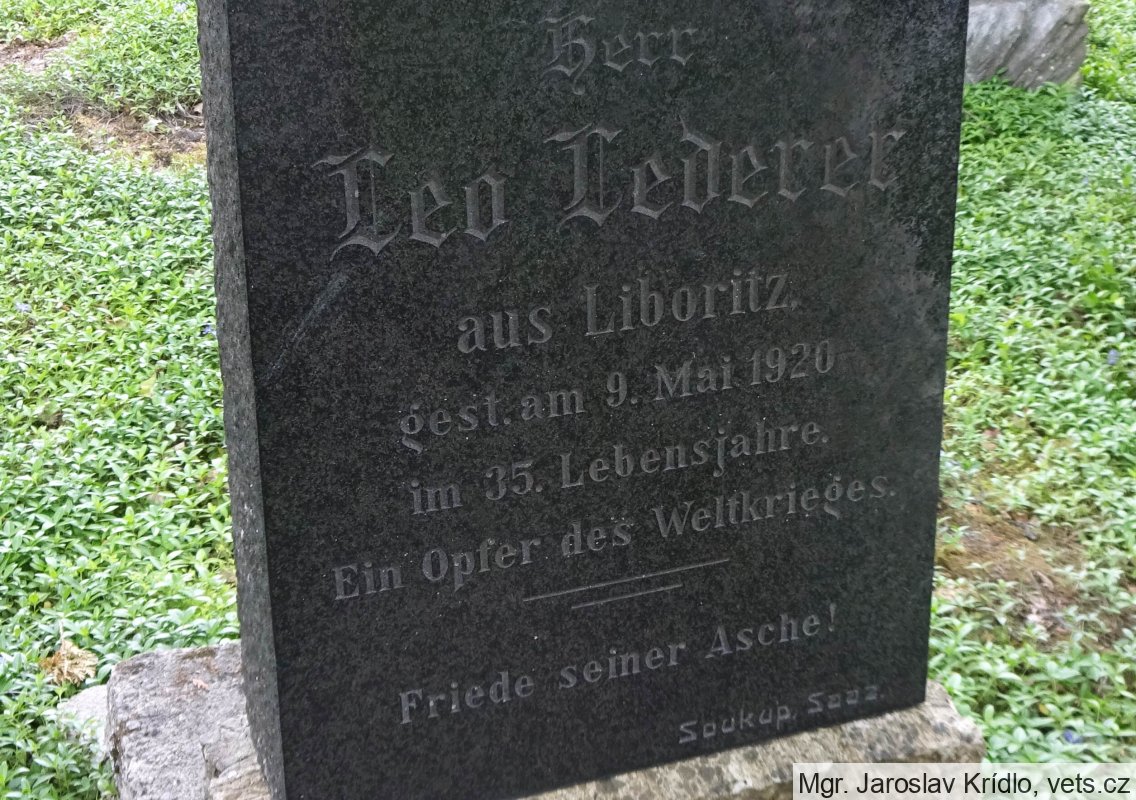 Herr
Leo Lederer
aus Liboritz.
gest. am 9. Mai 1920
im 35. Lebensjahre.
Ein Opfer des Weltkrieges.
Friede seiner Asche!
Soukup, Saaz.
Mgr. Jaroslav Krídlo, vets.cz